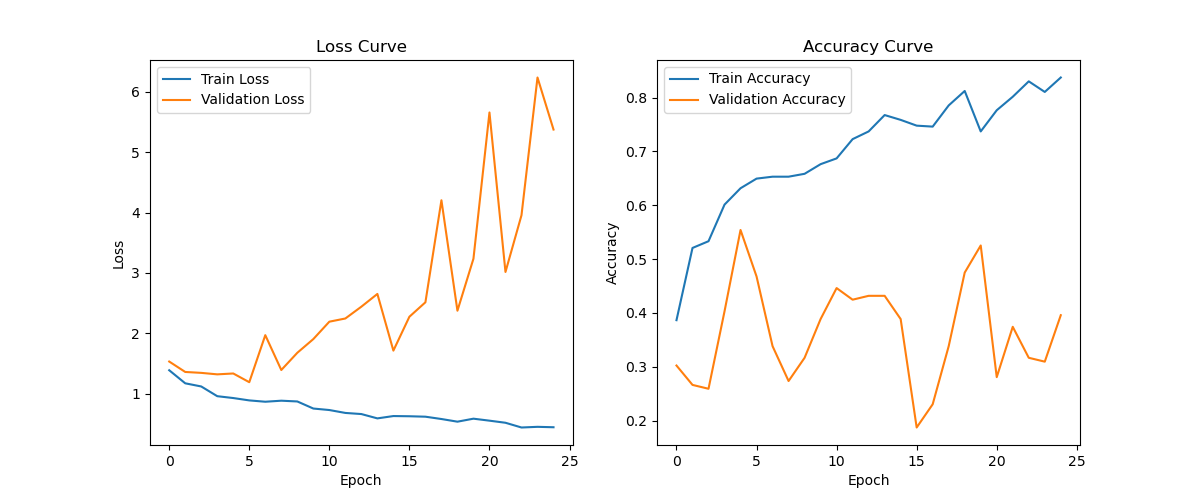 Loss Curve
Train Loss
Validation Loss
6
5
4
3
2
1
Loss
0 5 10 15 20 25
Epoch
Accuracy Curve
Train Accuracy
Validation Accuracy
0.8
0.7
0.6
0.5
0.4
0.3
0.2
Accuracy
0 5 10 15 20 25
Epoch